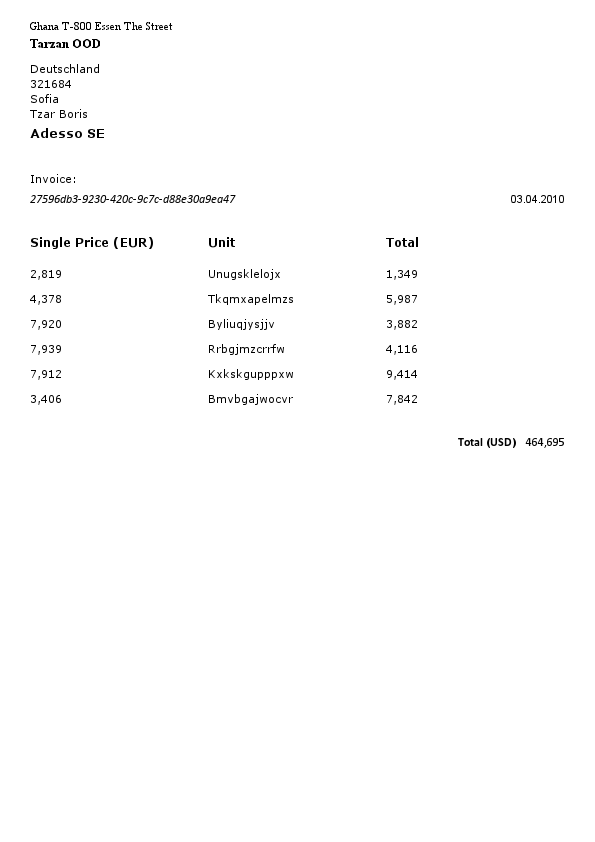 Ghana T-800 Essen The Street
Tarzan OOD
Deutschland
321684
Sofia
Tzar Boris
Adesso SE
Invoice:
27596db3-9230-420c-9c7c-d88e30a9ea47 03.04.2010
Single Price (EUR) Unit Total
2,819 Unugsklelojx 1,349
4,378 Tkqmxapelmzs 5,987
7,920 Byliuqjysjjv 3,882
7,939 Rrbgjmzcrrfw 4,116
7,912 Kxkskgupppxw 9,414
3,406 Bmvbgajwocvr 7,842
Total (USD) 464,695